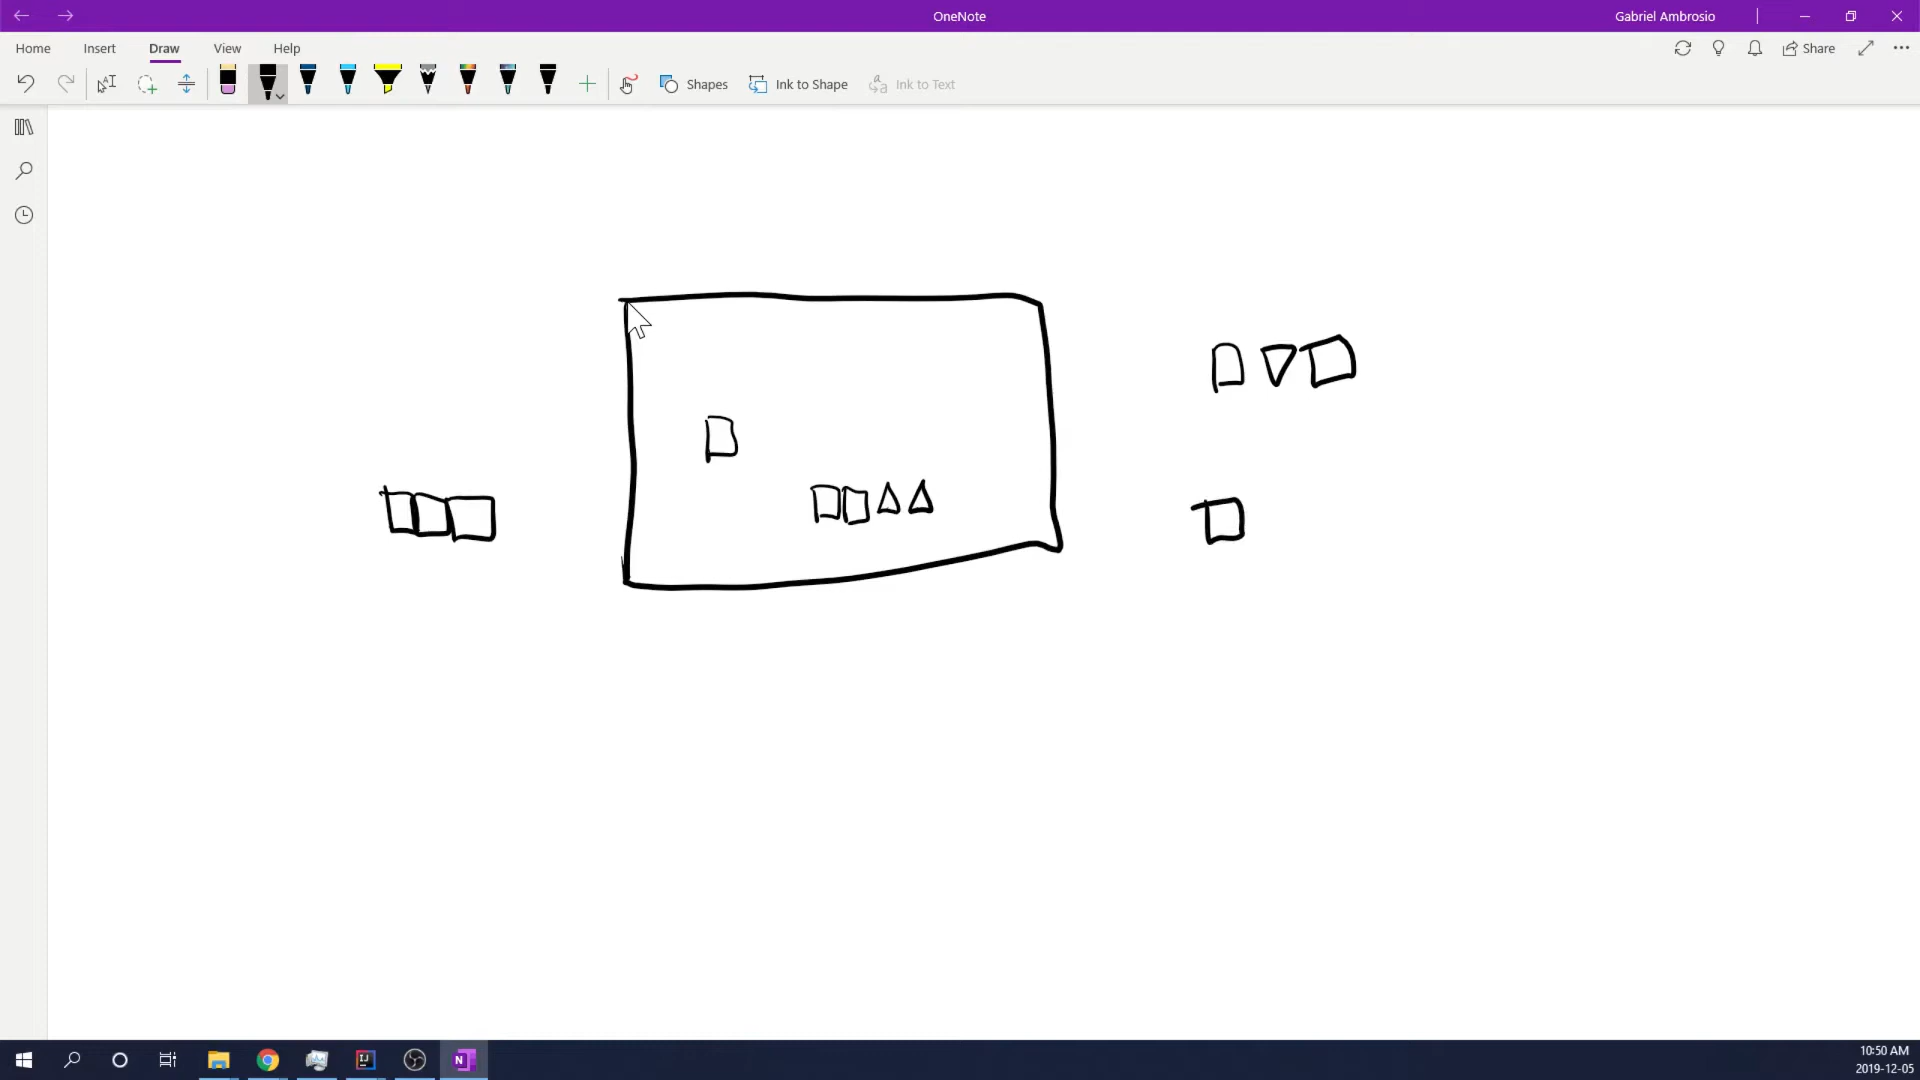 OneNote
Gabriel Ambrosio
Home Insert Draw View Help
Share
Shapes Ink to Shape Ink to Text
10:50 AM
2019-12-05